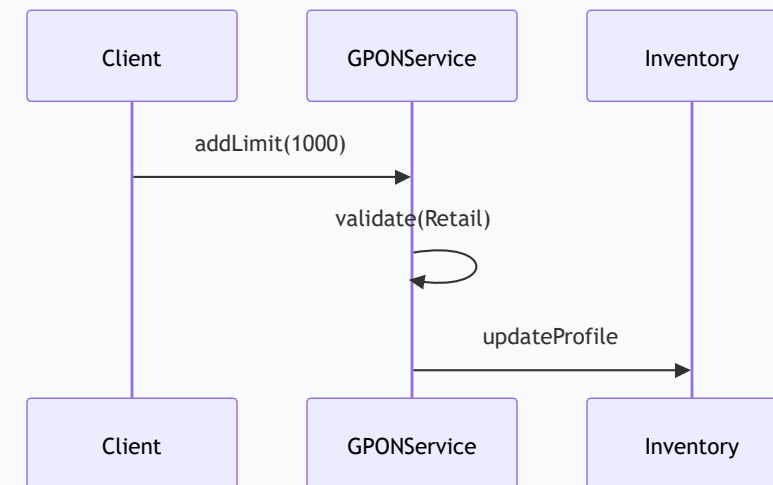 Client
GPONService
Inventory
addLimit(1000)
validate(Retail)
updateProfile
Client
GPONService
Inventory